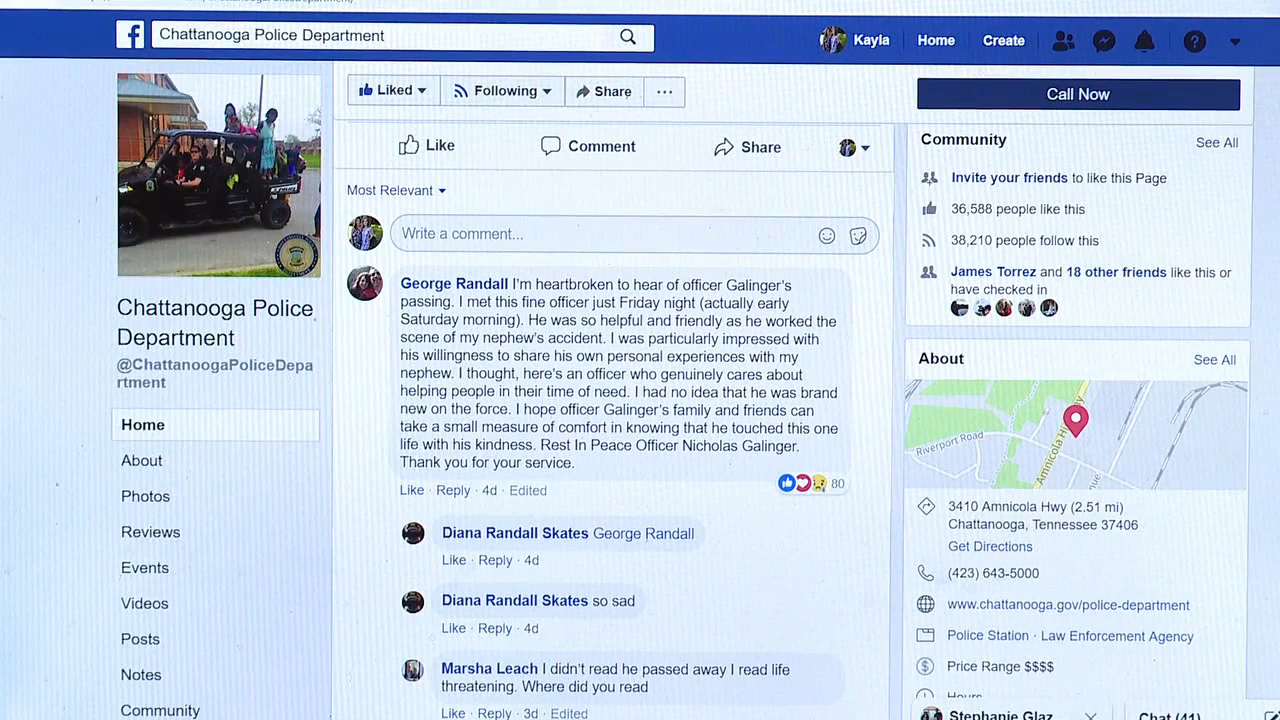 Chattanooga Police Department
Kayla
Home
Create
Chattanooga Police
Department
@ChattanoogaPoliceDepa
rtment
Home
About
Photos
Reviews
Events
Videos
Posts
Notes
Community
Liked
Following
Share
Like
Comment
Share
Most Relevant
Write a comment...
George Randall I'm heartbroken to hear of officer Galinger's
passing. I met this fine officer just Friday night (actually early
Saturday morning). He was so helpful and friendly as he worked the
scene of my nephew's accident. I was particularly impressed with
his willingness to share his own personal experiences with my
nephew. I thought, here's an officer who genuinely cares about
helping people in their time of need. I had no idea that he was brand
new on the force. I hope officer Galinger's family and friends can
take a small measure of comfort in knowing that he touched this one
life with his kindness. Rest In Peace Officer Nicholas Galinger.
Thank you for your service.
80
Like · Reply · 4d · Edited
Diana Randall Skates George Randall
Like · Reply · 4d
Diana Randall Skates so sad
Like · Reply · 4d
Marsha Leach I didn't read he passed away I read life
threatening. Where did you read
Like · Reply · 3d · Edited
Call Now
Community
See All
Invite your friends to like this Page
36,588 people like this
38,210 people follow this
James Torrez and 18 other friends like this or
have checked in
About
See All
Riverport Road
Amnicola Hi
3410 Amnicola Hwy (2.51 mi)
Chattanooga, Tennessee 37406
Get Directions
(423) 643-5000
www.chattanooga.gov/police-department
Police Station · Law Enforcement Agency
Price Range $$$$
Hours
Stephanie Glaz
Chat (41)